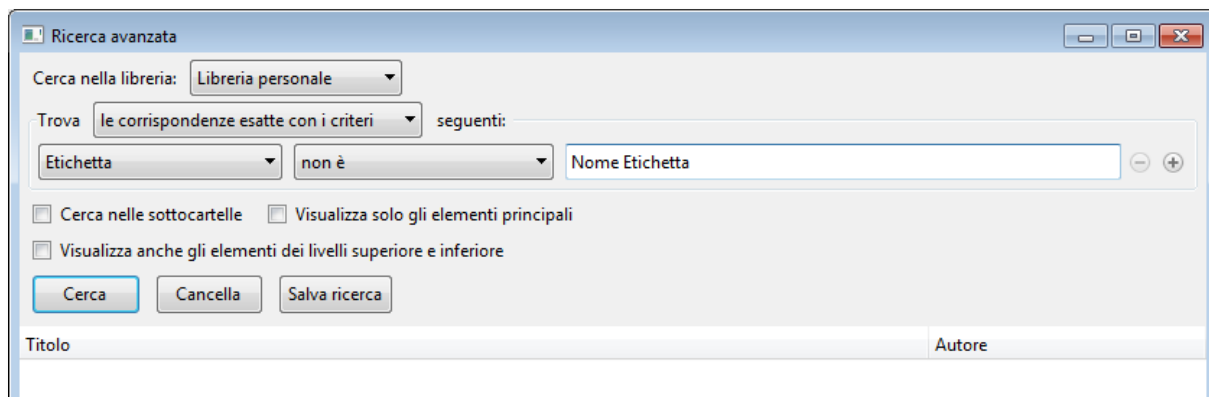 Ricerca avanzata
Cerca nella libreria: Libreria personale
Trova le corrispondenze esatte con i criteri seguenti:
Etichetta non è Nome Etichetta
Cerca nelle sottocartelle Visualizza solo gli elementi principali
Visualizza anche gli elementi dei livelli superiore e inferiore
Cerca Cancella Salva ricerca
Titolo Autore